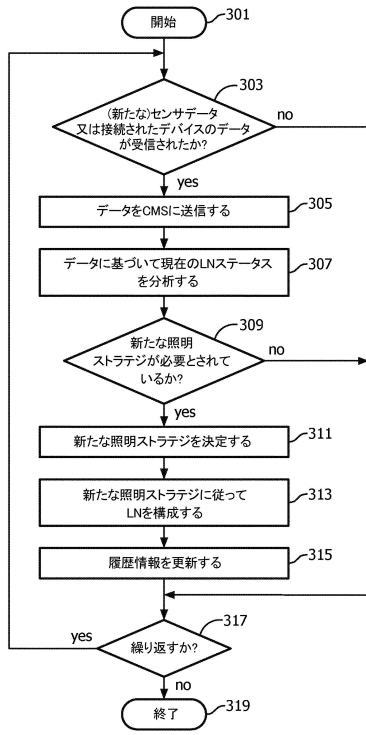 開始
301
303
(新たな)センサデータ
又は接続されたデバイスのデータ
が受信されたか?
no
yes
データをCMSに送信する
305
データに基づいて現在のLNステータス
を分析する
307
309
新たな照明
ストラテジが必要とされて
いるか?
no
yes
新たな照明ストラテジを決定する
311
新たな照明ストラテジに従って
LNを構成する
313
履歴情報を更新する
315
317
yes
繰り返すか?
no
終了
319